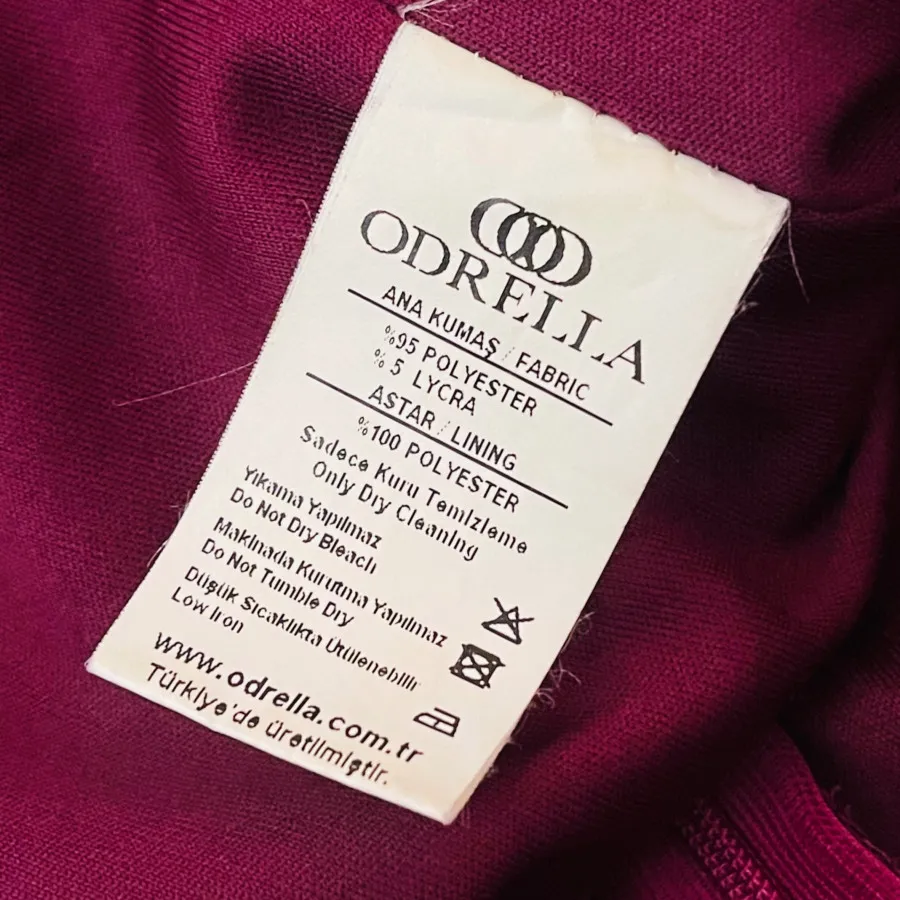 ODRELLA
ANA KUMAŞ / FABRIC
%95 POLYESTER
% 5 LYCRA
ASTAR / LINING
%100 POLYESTER
Sadece Kuru Temizleme
Only Dry Cleaning
Yıkama Yapılmaz
Do Not Dry Bleach
Makinada Kurutma Yapılmaz
Do Not Tumble Dry
Düşük Sıcaklıkta Ütülenebilir
Low Iron
www.odrella.com.tr
Türkiye'de üretilmiştir.